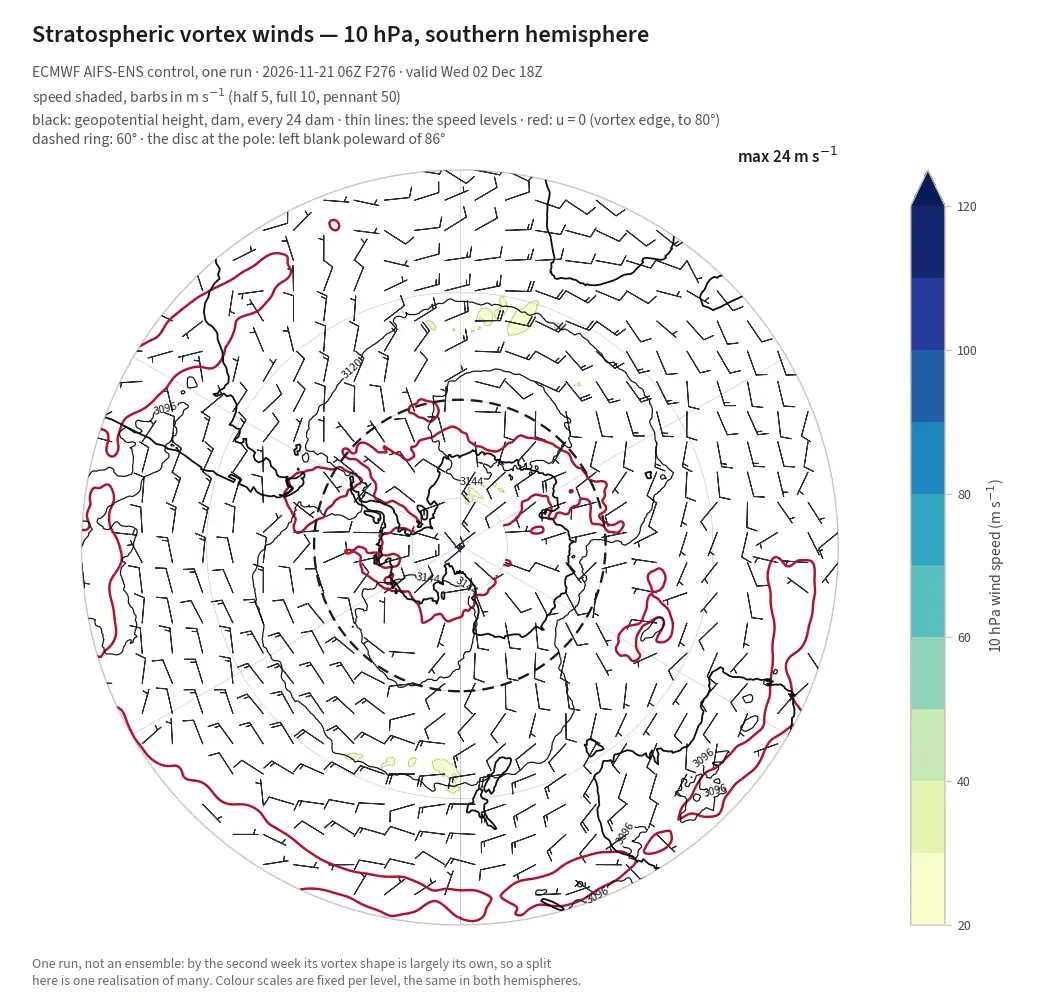 Stratospheric vortex winds — 10 hPa, southern hemisphere
ECMWF AIFS-ENS control, one run · 2026-11-21 06Z F276 · valid Wed 02 Dec 18Z
speed shaded, barbs in m s⁻¹ (half 5, full 10, pennant 50)
black: geopotential height, dam, every 24 dam · thin lines: the speed levels · red: u = 0 (vortex edge, to 80°)
dashed ring: 60° · the disc at the pole: left blank poleward of 86°
max 24 m s⁻¹
120
100
80
60
40
20
10 hPa wind speed (m s⁻¹)
3120
3096
3144
3144
3096
3096
3096
3096
One run, not an ensemble: by the second week its vortex shape is largely its own, so a split
here is one realisation of many. Colour scales are fixed per level, the same in both hemispheres.